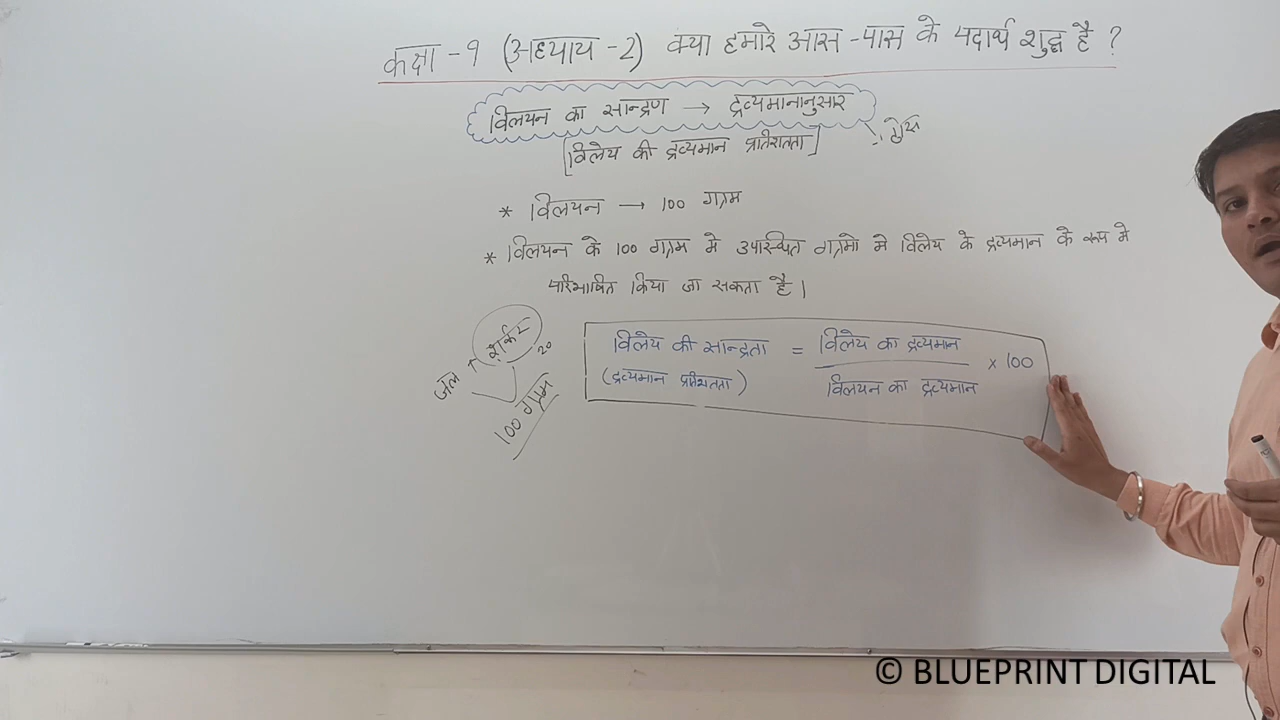 कक्षा - ९ (अध्याय - 2) क्या हमारे आस - पास के पदार्थ शुद्ध है ?
विलयन का सान्द्रण → द्रव्यमानानुसार
[विलेय की द्रव्यमान प्रतिशतता]
* विलयन → 100 ग्राम
* विलयन के 100 ग्राम मे उपस्थित ग्रामो मे विलेय के द्रव्यमान के रूप मे
परिभाषित किया जा सकता है।
जल + शर्करा
20
100 ग्राम
विलेय की सान्द्रता = विलेय का द्रव्यमान × 100
(द्रव्यमान प्रतिशतता) विलयन का द्रव्यमान
© BLUEPRINT DIGITAL